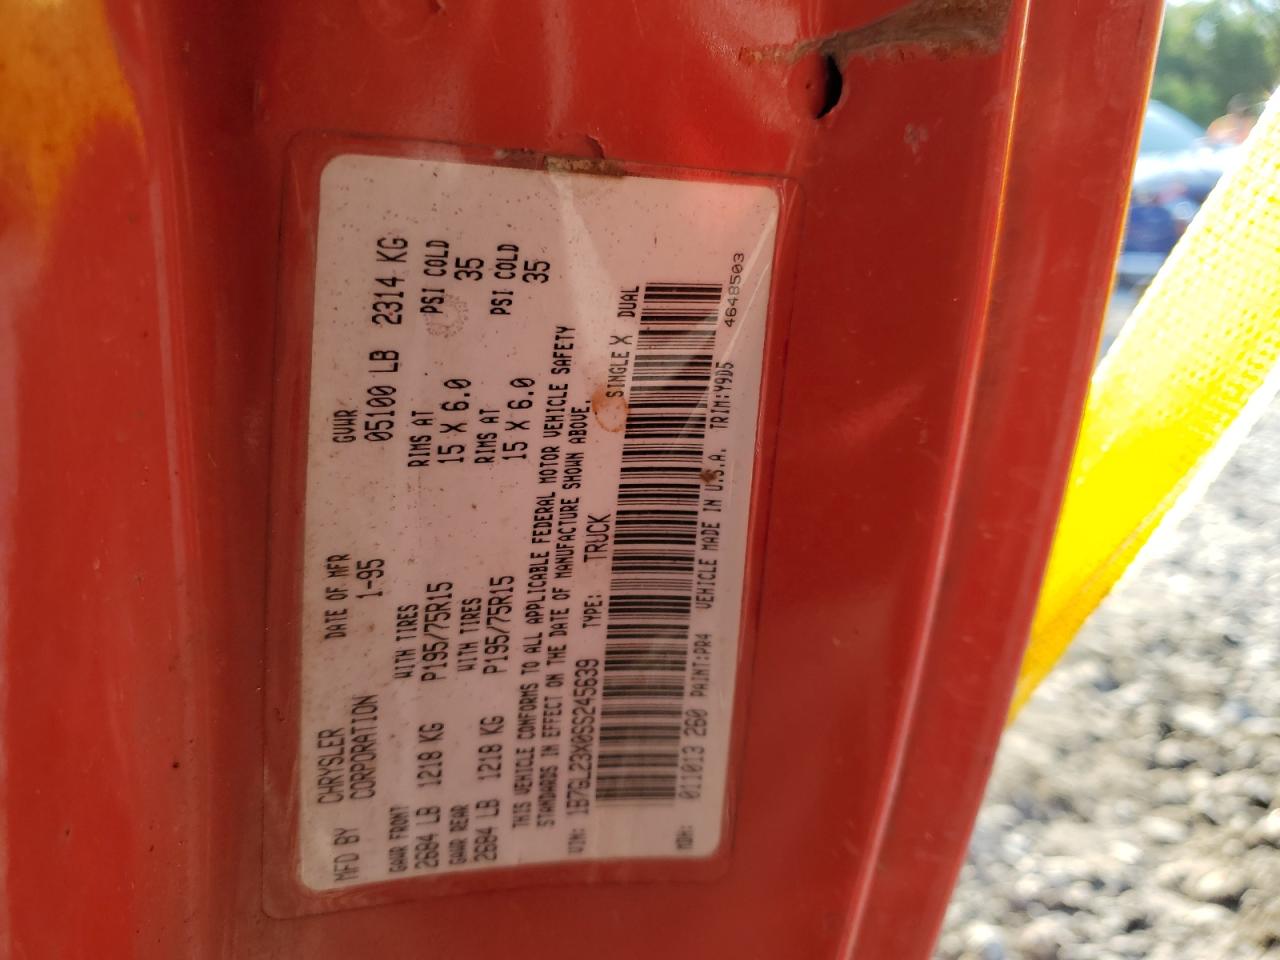 MFD BY CHRYSLER CORPORATION DATE OF MFR 1-95 GVWR 05100 LB 2314 KG
GAWR FRONT WITH TIRES RIMS AT PSI COLD
2684 LB 1218 KG P195/75R15 15 X 6.0 35
GAWR REAR WITH TIRES RIMS AT PSI COLD
2684 LB 1218 KG P195/75R15 15 X 6.0 35
THIS VEHICLE CONFORMS TO ALL APPLICABLE FEDERAL MOTOR VEHICLE SAFETY
STANDARDS IN EFFECT ON THE DATE OF MANUFACTURE SHOWN ABOVE.
VIN: 1B7GL23X0SS245639 TYPE: TRUCK SINGLE X DUAL
MDH: 011013 260 PAINT:PR4 VEHICLE MADE IN U.S.A. TRIM:Y9D5 4648503